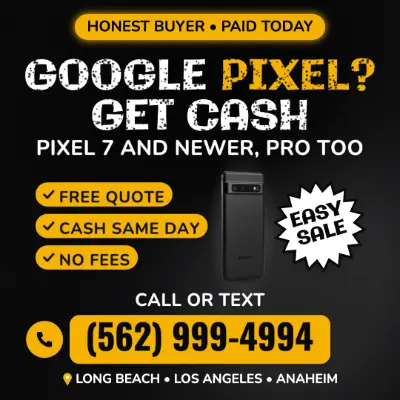 HONEST BUYER • PAID TODAY
GOOGLE PIXEL?
GET CASH
PIXEL 7 AND NEWER, PRO TOO
FREE QUOTE
CASH SAME DAY
NO FEES
EASY
SALE
CALL OR TEXT
(562) 999-4994
LONG BEACH • LOS ANGELES • ANAHEIM